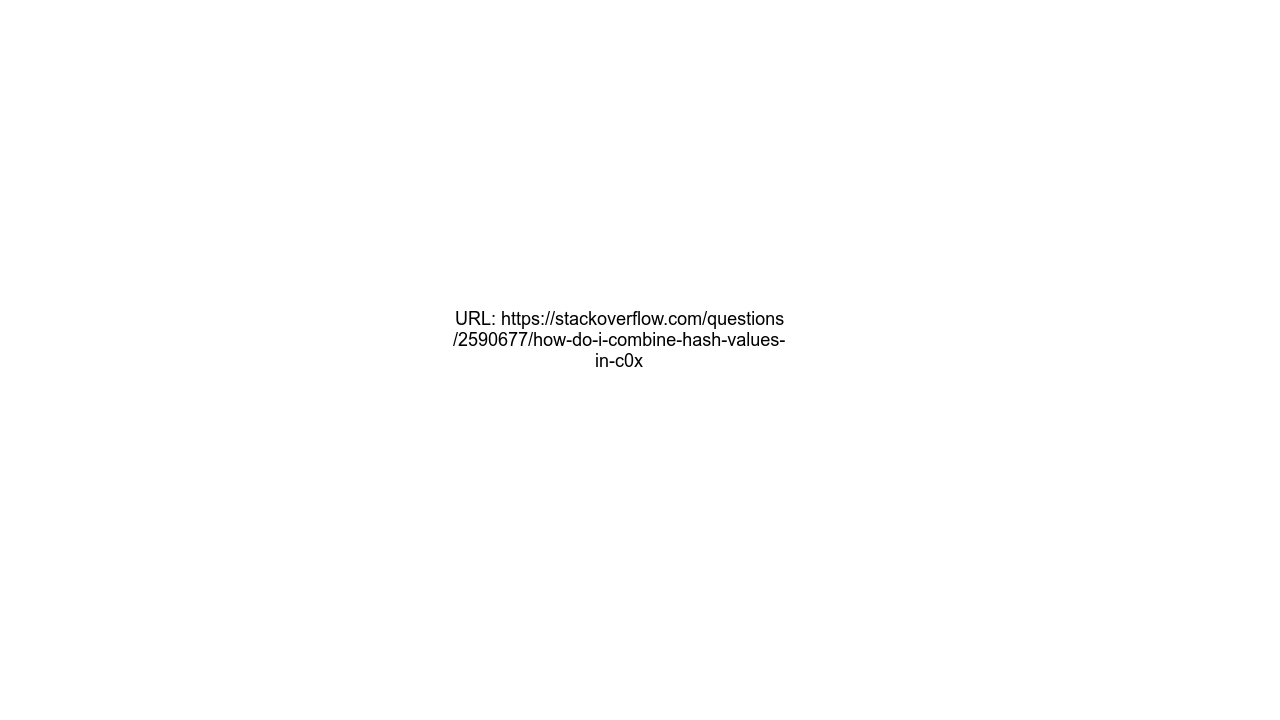 URL: https://stackoverflow.com/questions
/2590677/how-do-i-combine-hash-values-
in-c0x